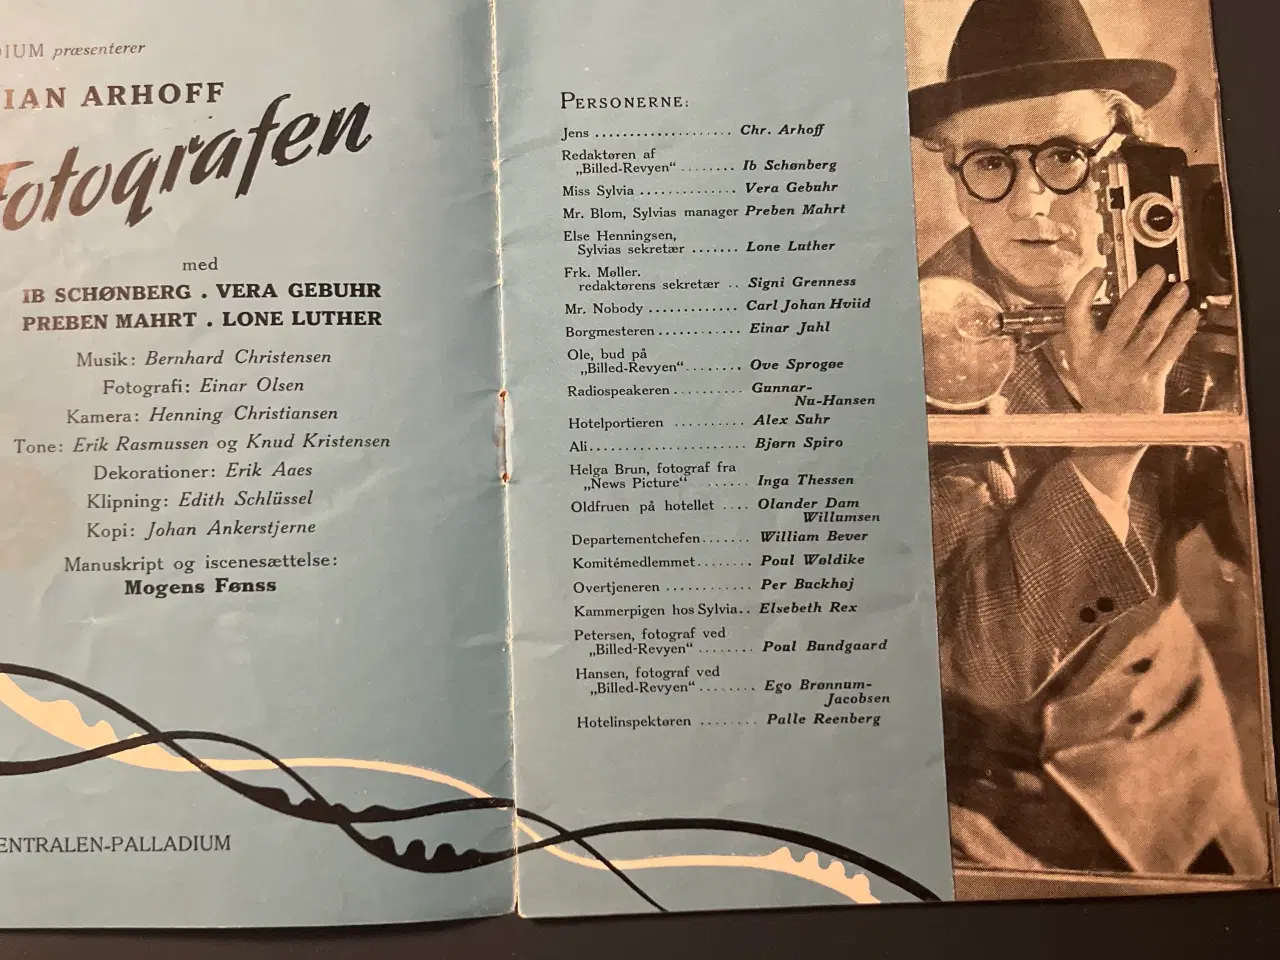 DIUM præsenterer
IAN ARHOFF
Fotografen
med
IB SCHØNBERG . VERA GEBUHR
PREBEN MAHRT . LONE LUTHER
Musik: Bernhard Christensen
Fotografi: Einar Olsen
Kamera: Henning Christiansen
Tone: Erik Rasmussen og Knud Kristensen
Dekorationer: Erik Aaes
Klipning: Edith Schlüssel
Kopi: Johan Ankerstjerne
Manuskript og iscenesættelse:
Mogens Fønss
ENTRALEN-PALLADIUM
PERSONERNE:
Jens .................... Chr. Arhoff
Redaktøren af
„Billed-Revyen“ ........ Ib Schønberg
Miss Sylvia .............. Vera Gebuhr
Mr. Blom, Sylvias manager Preben Mahrt
Else Henningsen,
Sylvias sekretær ....... Lone Luther
Frk. Møller.
redaktørens sekretær .. Signi Grenness
Mr. Nobody ............. Carl Johan Hviid
Borgmesteren ............ Einar Juhl
Ole, bud på
„Billed-Revyen“ ........ Ove Sprogøe
Radiospeakeren .......... Gunnar-
Nu-Hansen
Hotelportieren .......... Alex Suhr
Ali ...................... Bjørn Spiro
Helga Brun, fotograf fra
„News Picture“ ...... Inga Thessen
Oldfruen på hotellet .... Olander Dam
Willumsen
Departementchefen ....... William Bever
Komitémedlemmet ........ Poul Wøldike
Overtjeneren ............ Per Buckhøj
Kammerpigen hos Sylvia .. Elsebeth Rex
Petersen, fotograf ved
„Billed-Revyen“ ........ Poul Bundgaard
Hansen, fotograf ved
„Billed-Revyen“ ........ Ego Brønnum-
Jacobsen
Hotelinspektøren ........ Palle Reenberg